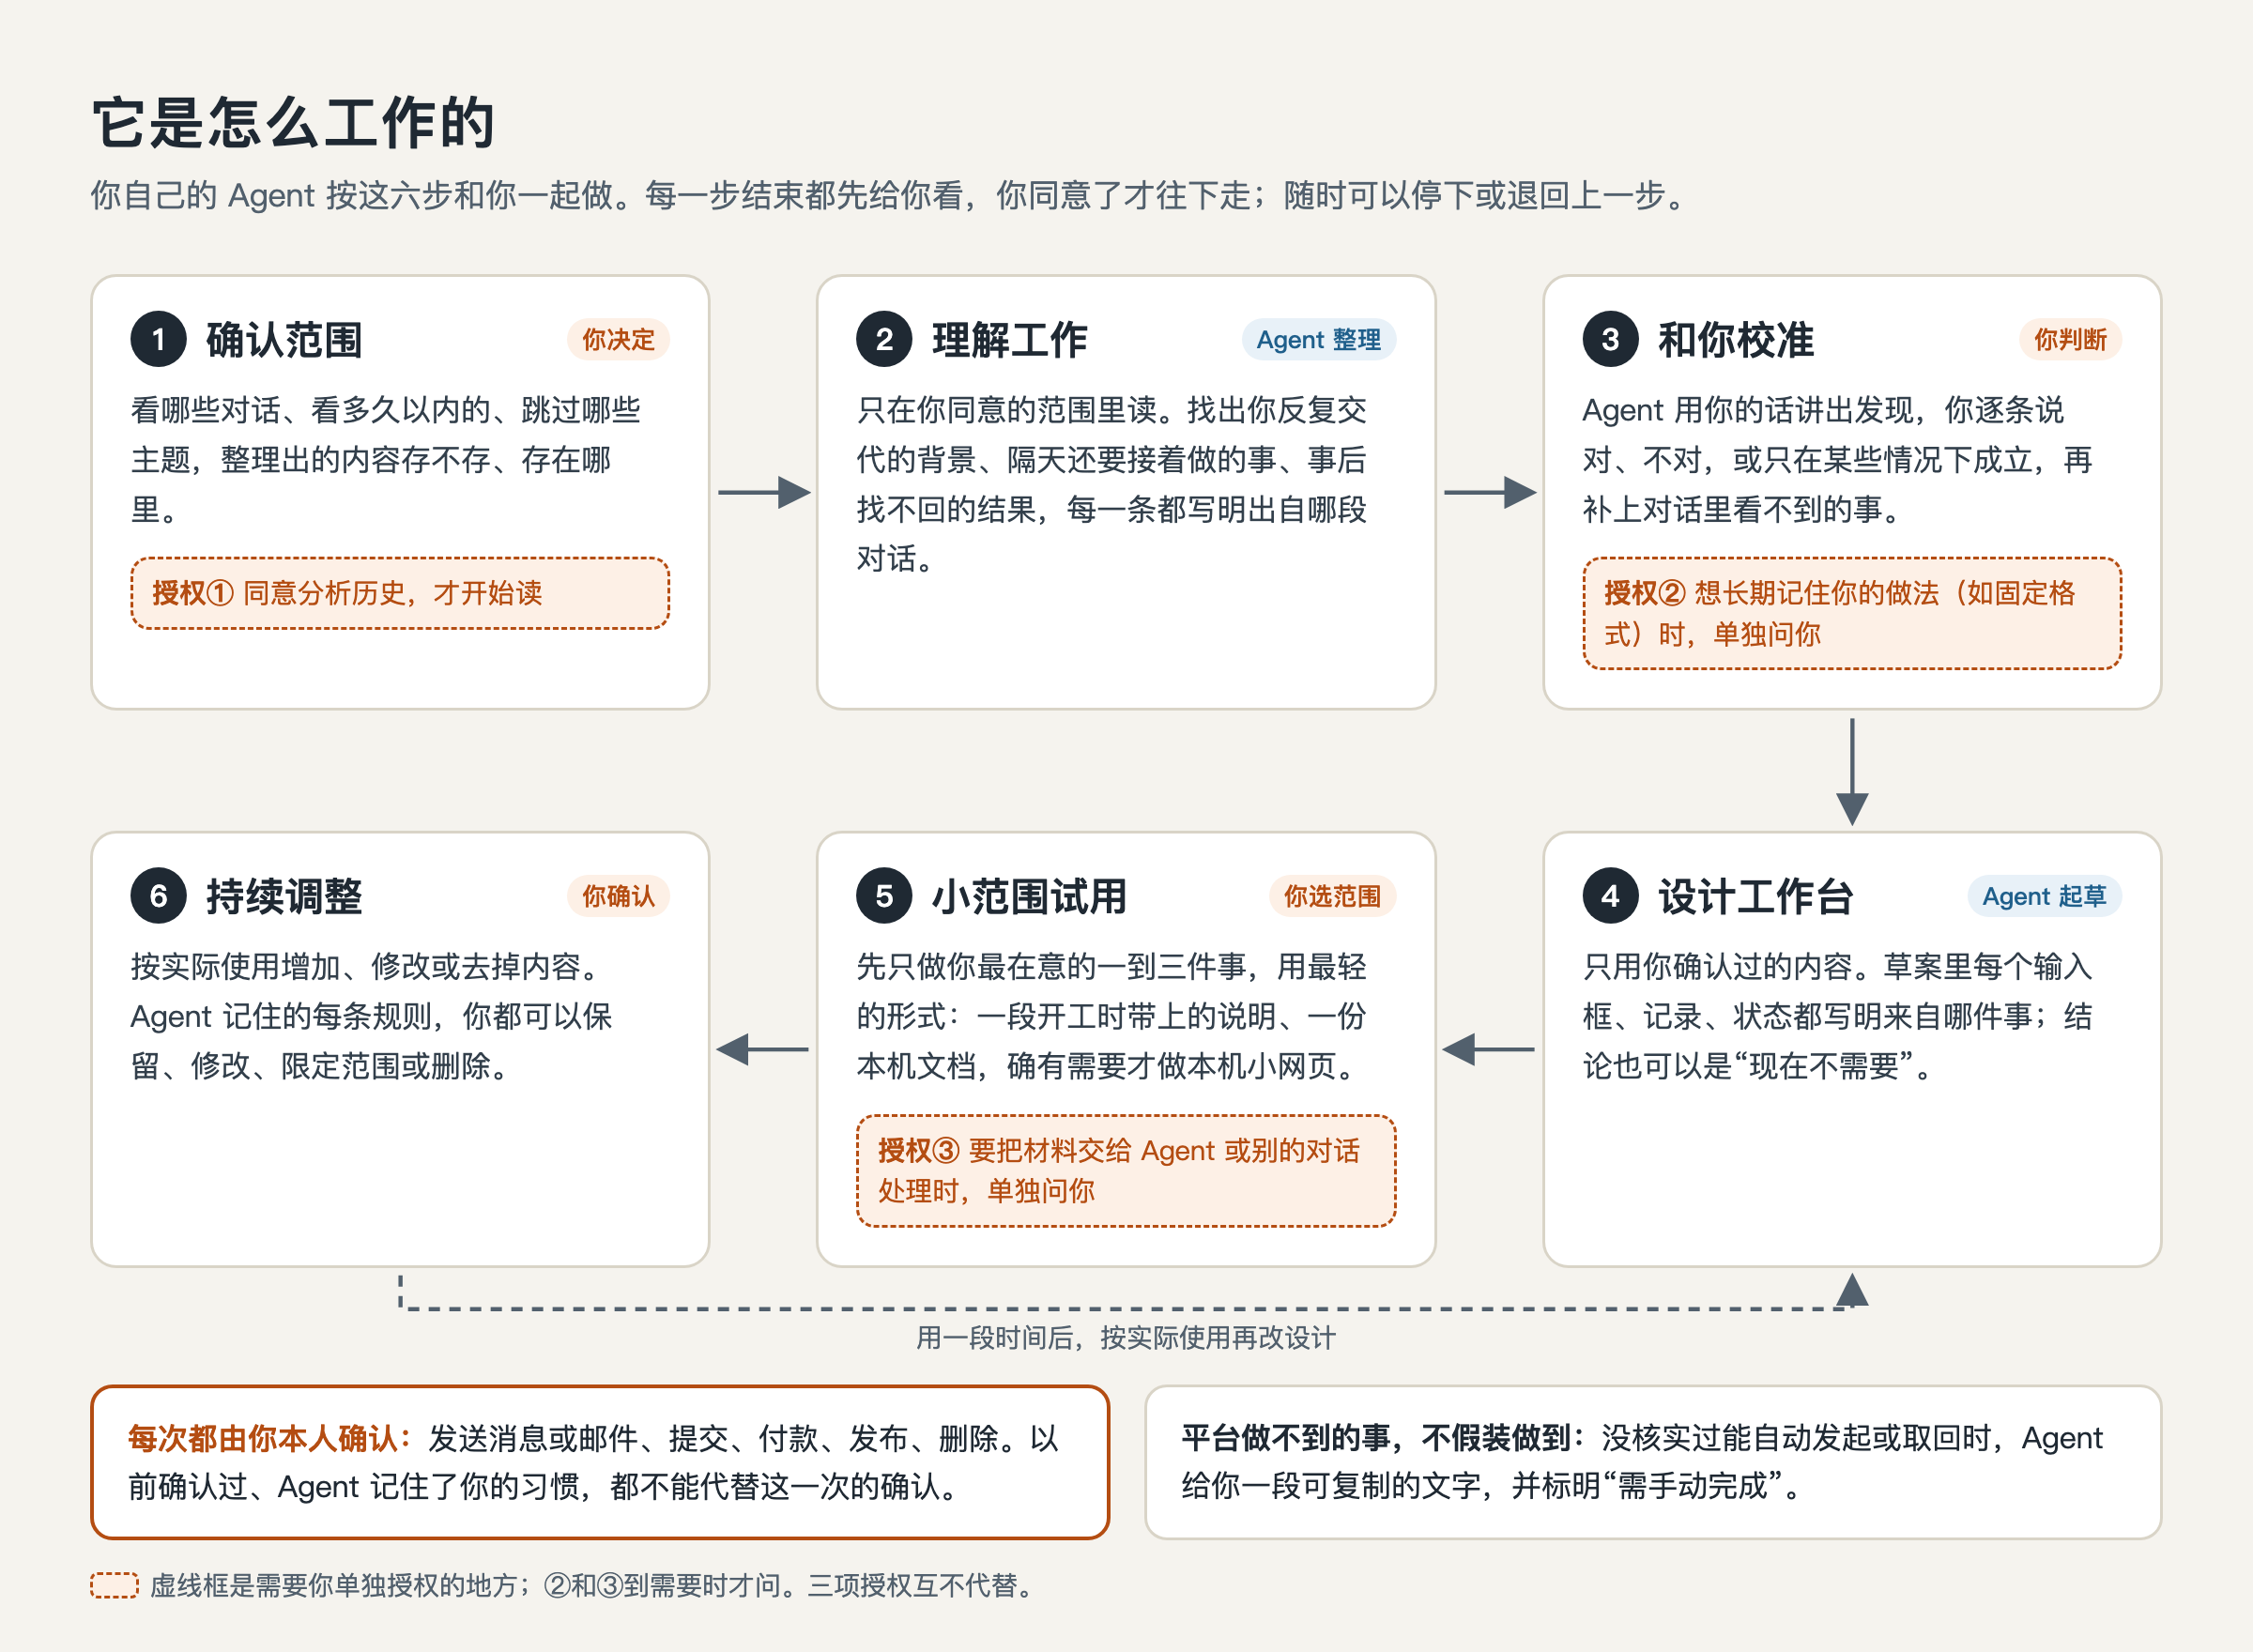 它是怎么工作的
你自己的 Agent 按这六步和你一起做。每一步结束都先给你看，你同意了才往下走；随时可以停下或退回上一步。
1 确认范围 你决定
看哪些对话、看多久以内的、跳过哪些
主题，整理出的内容存不存、存在哪
里。
授权① 同意分析历史，才开始读
2 理解工作 Agent 整理
只在你同意的范围里读。找出你反复交
代的背景、隔天还要接着做的事、事后
找不回的结果，每一条都写明出自哪段
对话。
3 和你校准 你判断
Agent 用你的话讲出发现，你逐条说
对、不对，或只在某些情况下成立，再
补上对话里看不到的事。
授权② 想长期记住你的做法（如固定格
式）时，单独问你
4 设计工作台 Agent 起草
只用你确认过的内容。草案里每个输入
框、记录、状态都写明来自哪件事；结
论也可以是“现在不需要”。
5 小范围试用 你选范围
先只做你最在意的一到三件事，用最轻
的形式：一段开工时带上的说明、一份
本机文档，确有需要才做本机小网页。
授权③ 要把材料交给 Agent 或别的对话
处理时，单独问你
6 持续调整 你确认
按实际使用增加、修改或去掉内容。
Agent 记住的每条规则，你都可以保
留、修改、限定范围或删除。
用一段时间后，按实际使用再改设计
每次都由你本人确认：发送消息或邮件、提交、付款、发布、删除。以
前确认过、Agent 记住了你的习惯，都不能代替这一次的确认。
平台做不到的事，不假装做到：没核实过能自动发起或取回时，Agent
给你一段可复制的文字，并标明“需手动完成”。
虚线框是需要你单独授权的地方；②和③到需要时才问。三项授权互不代替。